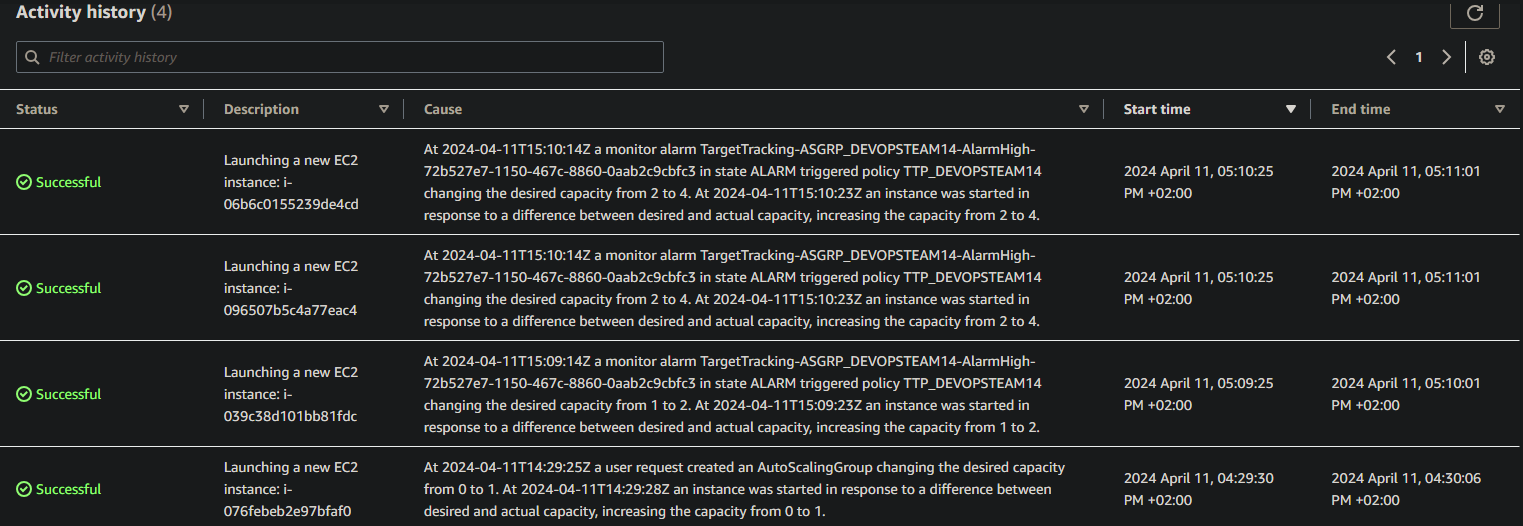 Activity history (4)
Filter activity history
1
Status Description Cause Start time End time
Successful
Launching a new EC2
instance: i-
06b6c0155239de4cd
At 2024-04-11T15:10:14Z a monitor alarm TargetTracking-ASGRP_DEVOPSTEAM14-AlarmHigh-
72b527e7-1150-467c-8860-0aab2c9cbfc3 in state ALARM triggered policy TTP_DEVOPSTEAM14
changing the desired capacity from 2 to 4. At 2024-04-11T15:10:23Z an instance was started in
response to a difference between desired and actual capacity, increasing the capacity from 2 to 4.
2024 April 11, 05:10:25
PM +02:00
2024 April 11, 05:11:01
PM +02:00
Successful
Launching a new EC2
instance: i-
096507b5c4a77eac4
At 2024-04-11T15:10:14Z a monitor alarm TargetTracking-ASGRP_DEVOPSTEAM14-AlarmHigh-
72b527e7-1150-467c-8860-0aab2c9cbfc3 in state ALARM triggered policy TTP_DEVOPSTEAM14
changing the desired capacity from 2 to 4. At 2024-04-11T15:10:23Z an instance was started in
response to a difference between desired and actual capacity, increasing the capacity from 2 to 4.
2024 April 11, 05:10:25
PM +02:00
2024 April 11, 05:11:01
PM +02:00
Successful
Launching a new EC2
instance: i-
039c38d101bb81fdc
At 2024-04-11T15:09:14Z a monitor alarm TargetTracking-ASGRP_DEVOPSTEAM14-AlarmHigh-
72b527e7-1150-467c-8860-0aab2c9cbfc3 in state ALARM triggered policy TTP_DEVOPSTEAM14
changing the desired capacity from 1 to 2. At 2024-04-11T15:09:23Z an instance was started in
response to a difference between desired and actual capacity, increasing the capacity from 1 to 2.
2024 April 11, 05:09:25
PM +02:00
2024 April 11, 05:10:01
PM +02:00
Successful
Launching a new EC2
instance: i-
076febeb2e97bfaf0
At 2024-04-11T14:29:25Z a user request created an AutoScalingGroup changing the desired capacity
from 0 to 1. At 2024-04-11T14:29:28Z an instance was started in response to a difference between
desired and actual capacity, increasing the capacity from 0 to 1.
2024 April 11, 04:29:30
PM +02:00
2024 April 11, 04:30:06
PM +02:00